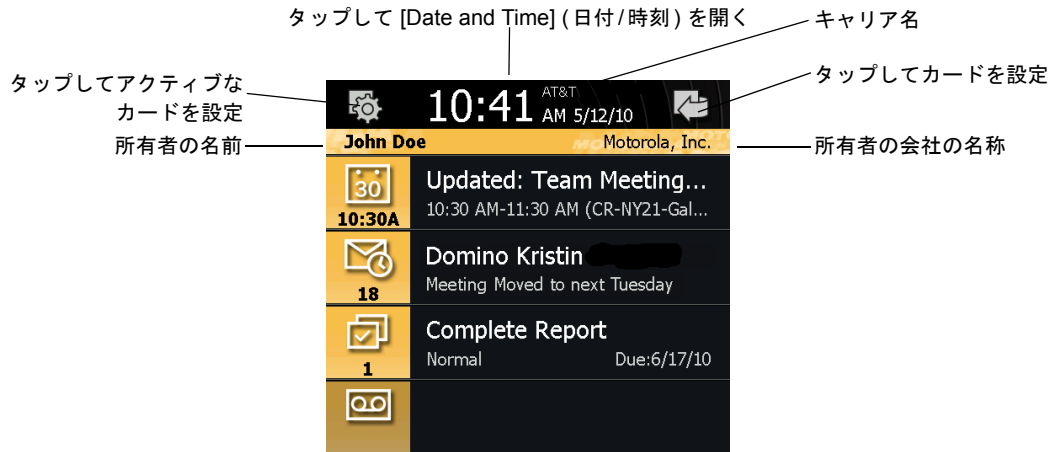 タップして [Date and Time] (日付/時刻) を開く
キャリア名
タップしてアクティブな
カードを設定
タップしてカードを設定
10:41
AT&T
AM 5/12/10
所有者の名前
John Doe
Motorola, Inc.
所有者の会社の名称
30
10:30A
Updated: Team Meeting...
10:30 AM-11:30 AM (CR-NY21-Gal...
18
Domino Kristin
Meeting Moved to next Tuesday
1
Complete Report
Normal Due:6/17/10